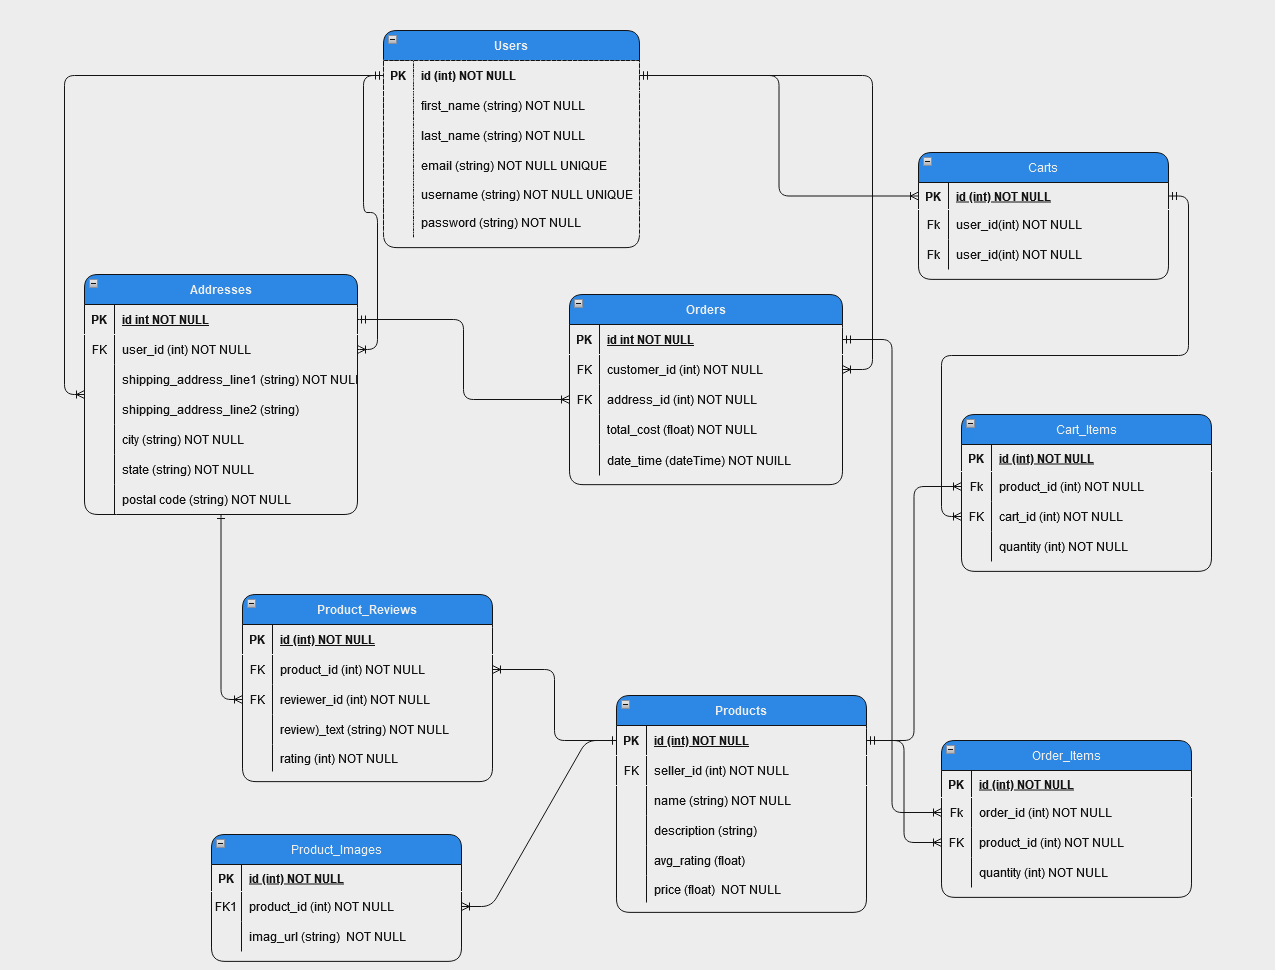 Users
PK id (int) NOT NULL
first_name (string) NOT NULL
last_name (string) NOT NULL
email (string) NOT NULL UNIQUE
username (string) NOT NULL UNIQUE
password (string) NOT NULL
Carts
PK id (int) NOT NULL
Fk user_id(int) NOT NULL
Fk user_id(int) NOT NULL
Addresses
PK id int NOT NULL
FK user_id (int) NOT NULL
shipping_address_line1 (string) NOT NULL
shipping_address_line2 (string)
city (string) NOT NULL
state (string) NOT NULL
postal code (string) NOT NULL
Orders
PK id int NOT NULL
FK customer_id (int) NOT NULL
FK address_id (int) NOT NULL
total_cost (float) NOT NULL
date_time (dateTime) NOT NUILL
Cart_Items
PK id (int) NOT NULL
Fk product_id (int) NOT NULL
FK cart_id (int) NOT NULL
quantity (int) NOT NULL
Product_Reviews
PK id (int) NOT NULL
FK product_id (int) NOT NULL
FK reviewer_id (int) NOT NULL
review)_text (string) NOT NULL
rating (int) NOT NULL
Products
PK id (int) NOT NULL
FK seller_id (int) NOT NULL
name (string) NOT NULL
description (string)
avg_rating (float)
price (float) NOT NULL
Order_Items
PK id (int) NOT NULL
Fk order_id (int) NOT NULL
FK product_id (int) NOT NULL
quantity (int) NOT NULL
Product_Images
PK id (int) NOT NULL
FK1 product_id (int) NOT NULL
imag_url (string) NOT NULL